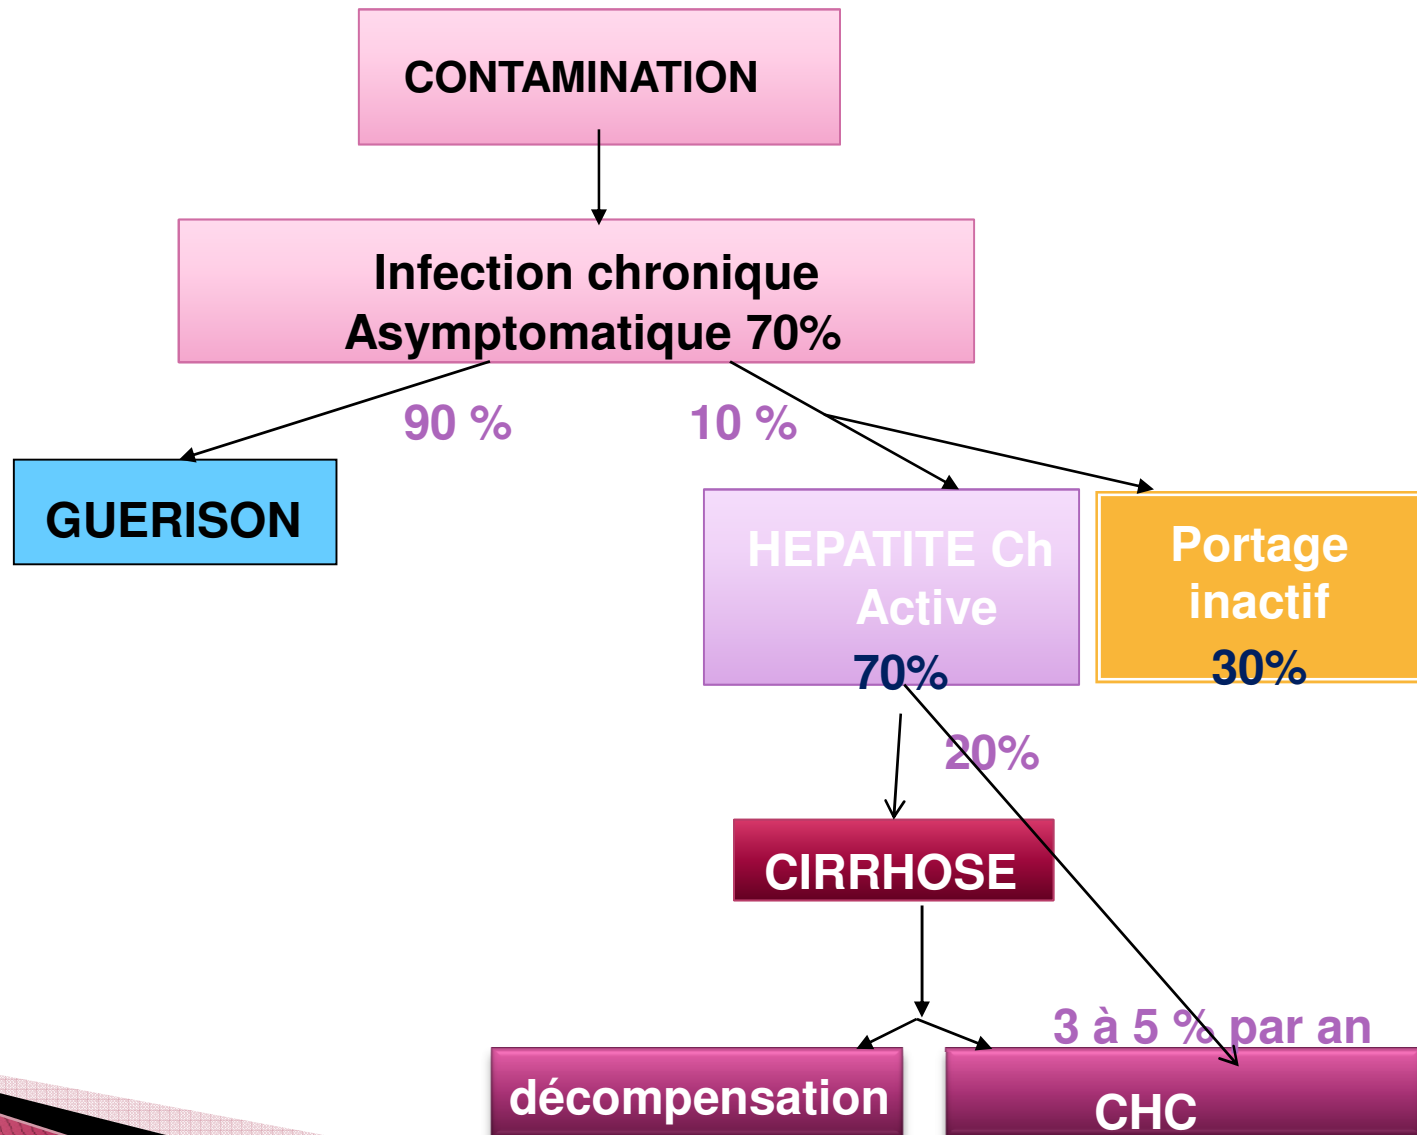 CONTAMINATION
Infection chronique
Asymptomatique 70%
90 %
10 %
GUERISON
HEPATITE Ch
Active
70%
Portage
inactif
30%
20%
CIRRHOSE
3 à 5 % par an
décompensation
CHC